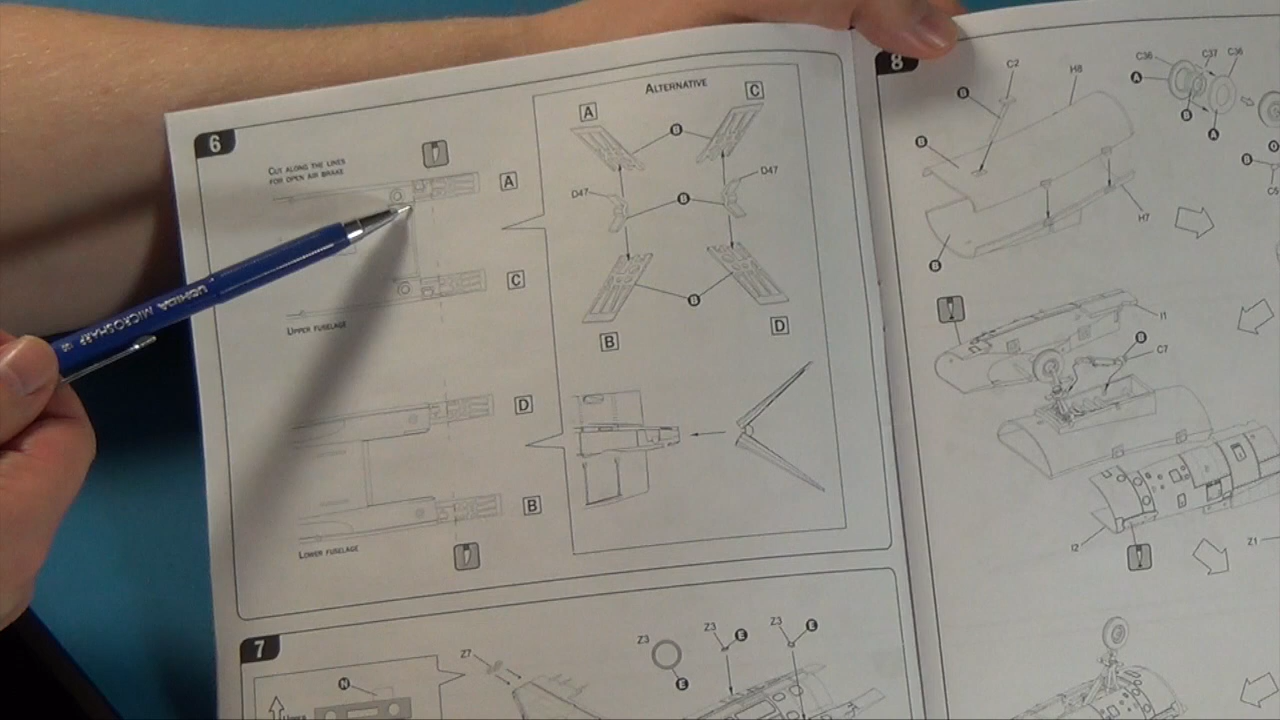 6
CUT ALONG THE LINES
FOR OPEN AIR BRAKE
A
C
UPPER FUSELAGE
D
B
LOWER FUSELAGE
ALTERNATIVE
A
C
B
D47
D47
B
B
B
D
UCHIDA MICROSHARP
7
N
Z7
Z3
E
Z3
E
Z3
E
8
C2
H8
B
B
B
H7
C36
C37
C36
A
B
A
B
I1
B
C7
I2
Z1